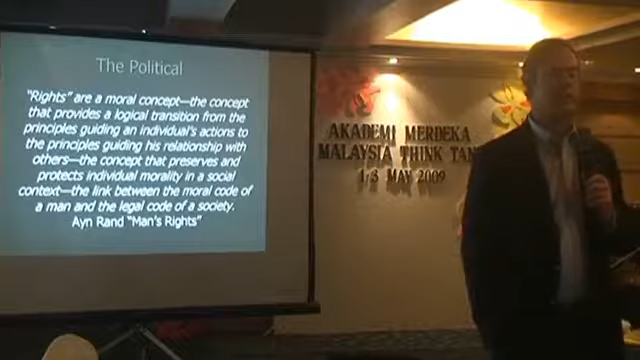 The Political
"Rights" are a moral concept—the concept
that provides a logical transition from the
principles guiding an individual's actions to
the principles guiding his relationship with
others—the concept that preserves and
protects individual morality in a social
context—the link between the moral code of
a man and the legal code of a society.
Ayn Rand "Man's Rights"
AKADEMI MERDEKA
MALAYSIA THINK TAN
1-3 MAY 2009